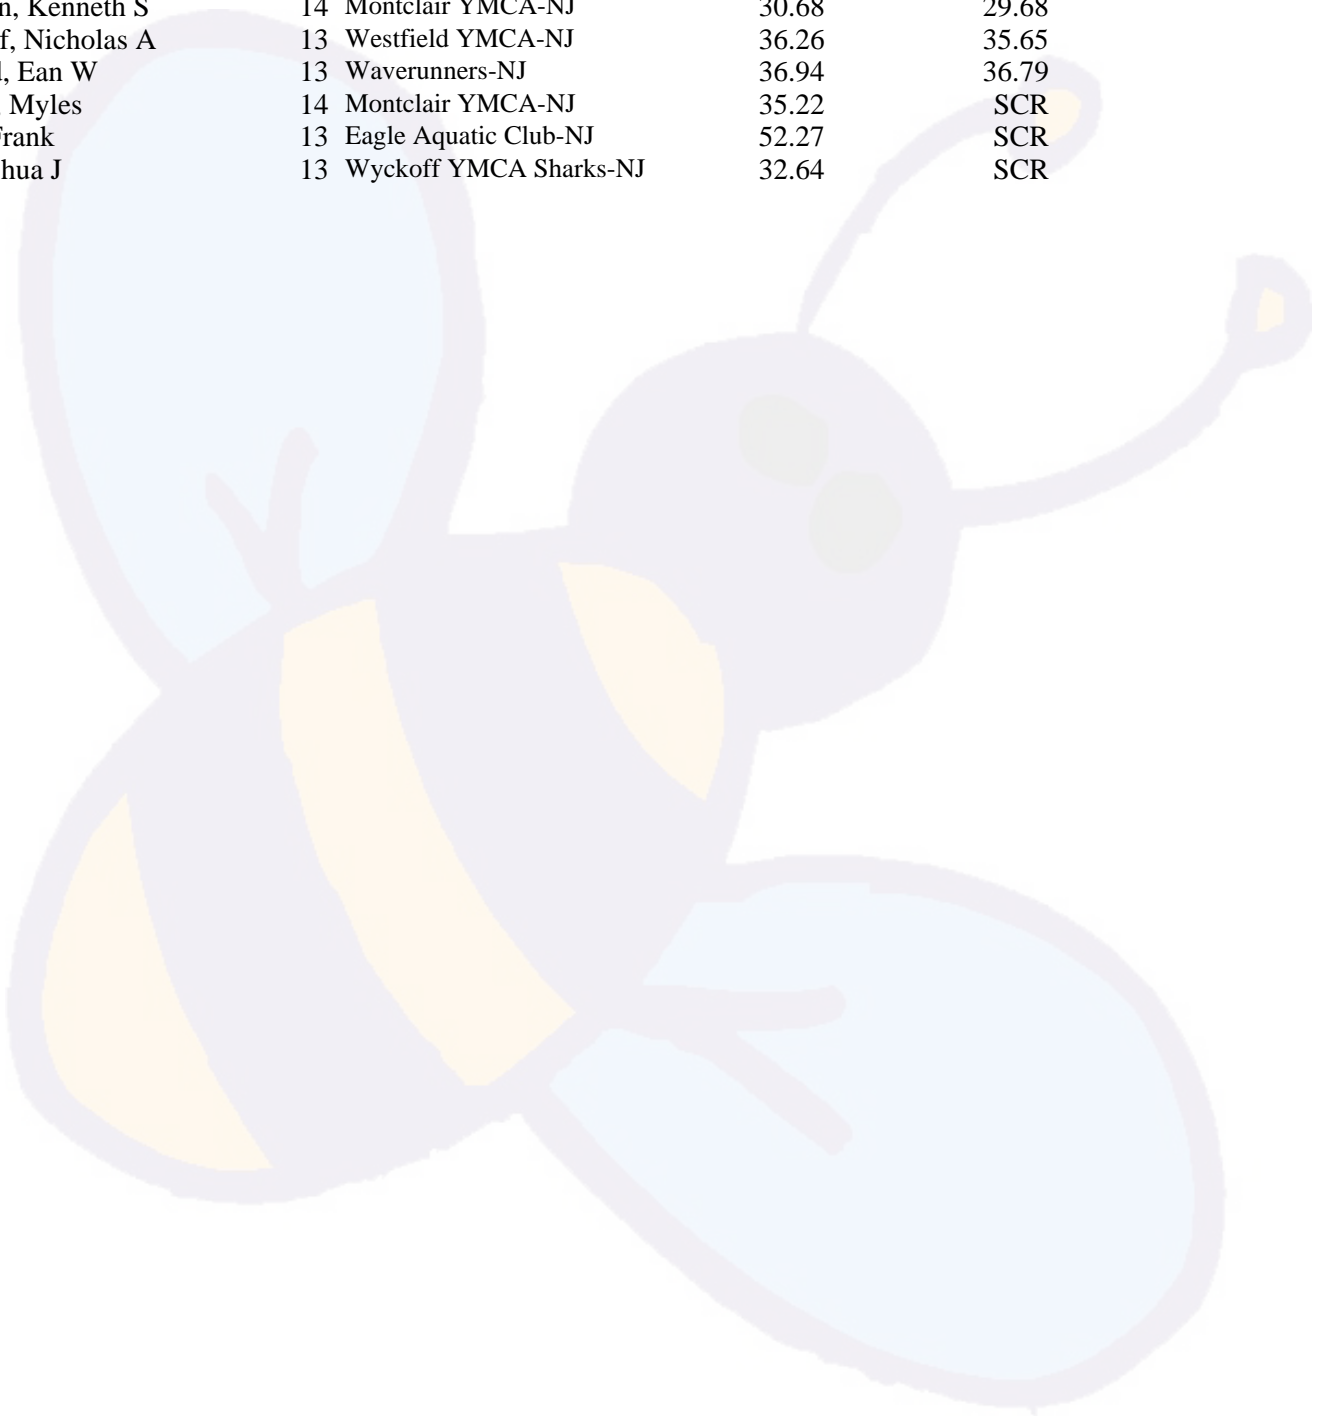 n, Kenneth S 14 Montclair YMCA-NJ 30.68 29.68
f, Nicholas A 13 Westfield YMCA-NJ 36.26 35.65
, Ean W 13 Waverunners-NJ 36.94 36.79
Myles 14 Montclair YMCA-NJ 35.22 SCR
Frank 13 Eagle Aquatic Club-NJ 52.27 SCR
hua J 13 Wyckoff YMCA Sharks-NJ 32.64 SCR